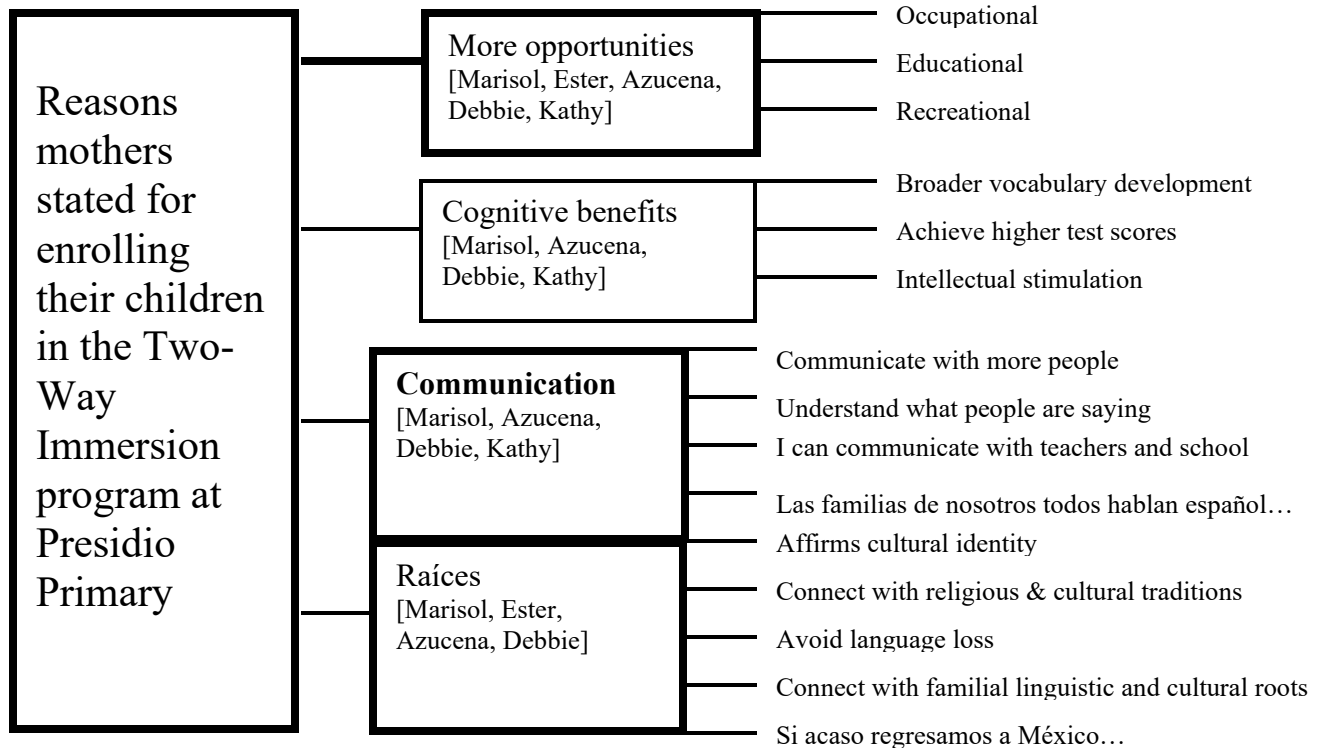 Reasons
mothers
stated for
enrolling
their children
in the Two-
Way
Immersion
program at
Presidio
Primary
More opportunities
[Marisol, Ester, Azucena,
Debbie, Kathy]
Occupational
Educational
Recreational
Cognitive benefits
[Marisol, Azucena,
Debbie, Kathy]
Broader vocabulary development
Achieve higher test scores
Intellectual stimulation
Communication
[Marisol, Azucena,
Debbie, Kathy]
Communicate with more people
Understand what people are saying
I can communicate with teachers and school
Las familias de nosotros todos hablan español…
Raíces
[Marisol, Ester,
Azucena, Debbie]
Affirms cultural identity
Connect with religious & cultural traditions
Avoid language loss
Connect with familial linguistic and cultural roots
Si acaso regresamos a México…